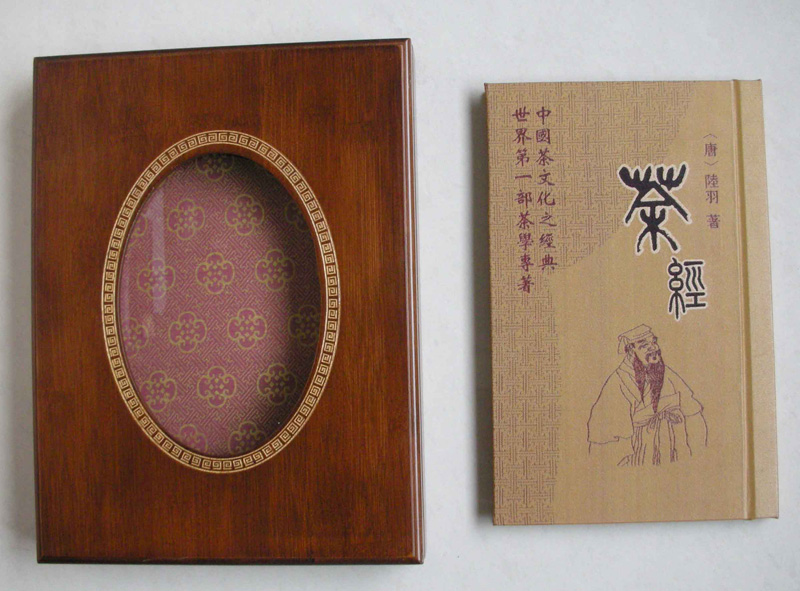 〈唐〉陸羽 著
茶經
中國茶文化之經典
世界第一部茶學專著